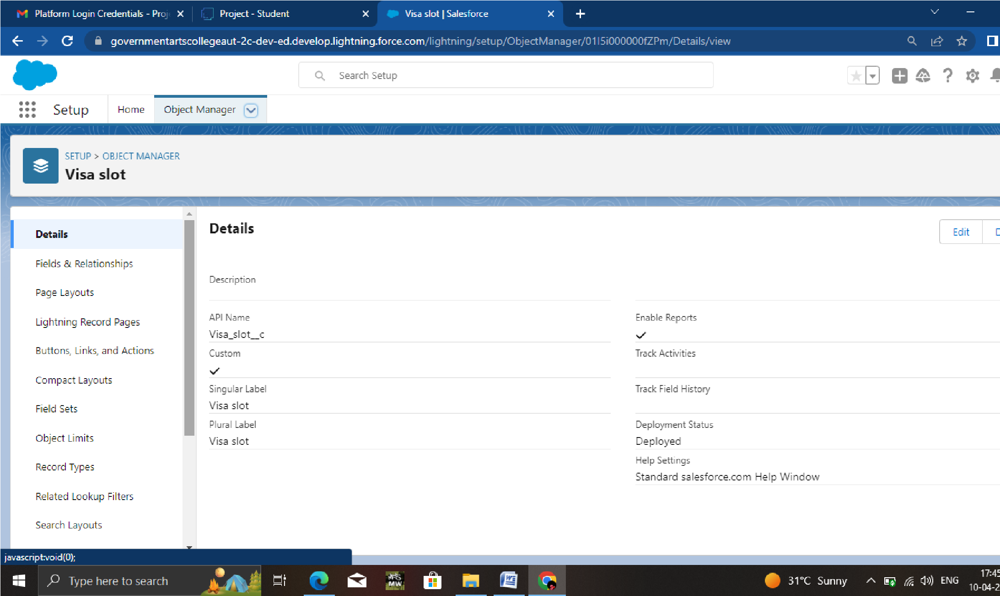 Platform Login Credentials - Proj
Project - Student
Visa slot | Salesforce
governmentartscollegeaut-2c-dev-ed.develop.lightning.force.com/lightning/setup/ObjectManager/01I5i000000fZPm/Details/view
Search Setup
Setup
Home
Object Manager
SETUP > OBJECT MANAGER
Visa slot
Details
Fields & Relationships
Page Layouts
Lightning Record Pages
Buttons, Links, and Actions
Compact Layouts
Field Sets
Object Limits
Record Types
Related Lookup Filters
Search Layouts
Details
Edit
Description
API Name
Visa_slot__c
Custom
Singular Label
Visa slot
Plural Label
Visa slot
Enable Reports
Track Activities
Track Field History
Deployment Status
Deployed
Help Settings
Standard salesforce.com Help Window
javascript:void(0);
Type here to search
31°C Sunny
ENG
17:45
10-04-2